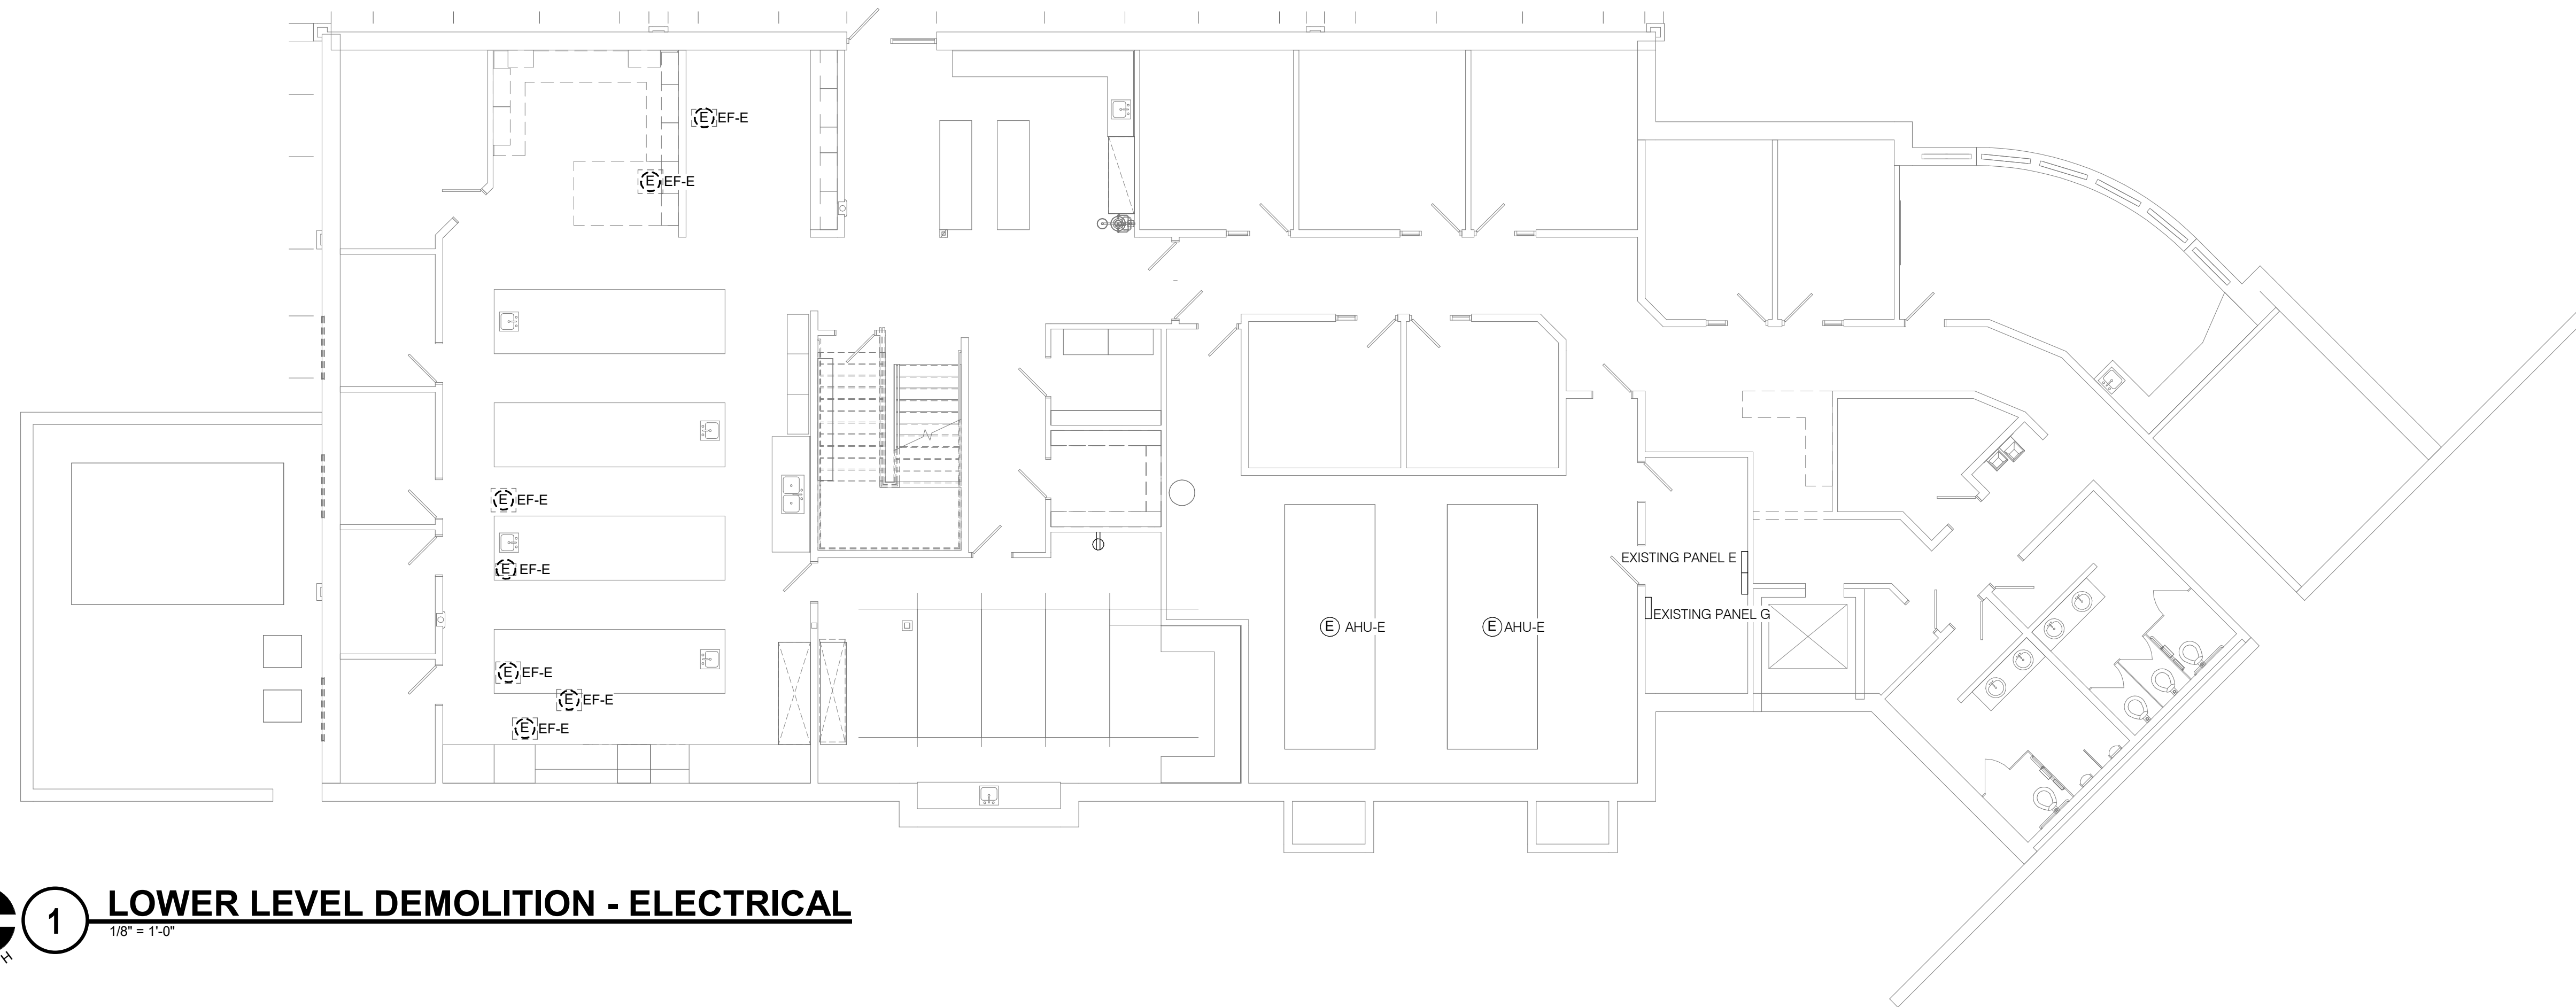 E EF-E
E EF-E
E EF-E
E EF-E
EXISTING PANEL E
EXISTING PANEL G
E AHU-E
E AHU-E
E EF-E
E EF-E
E EF-E
1
LOWER LEVEL DEMOLITION - ELECTRICAL
1/8" = 1'-0"
H